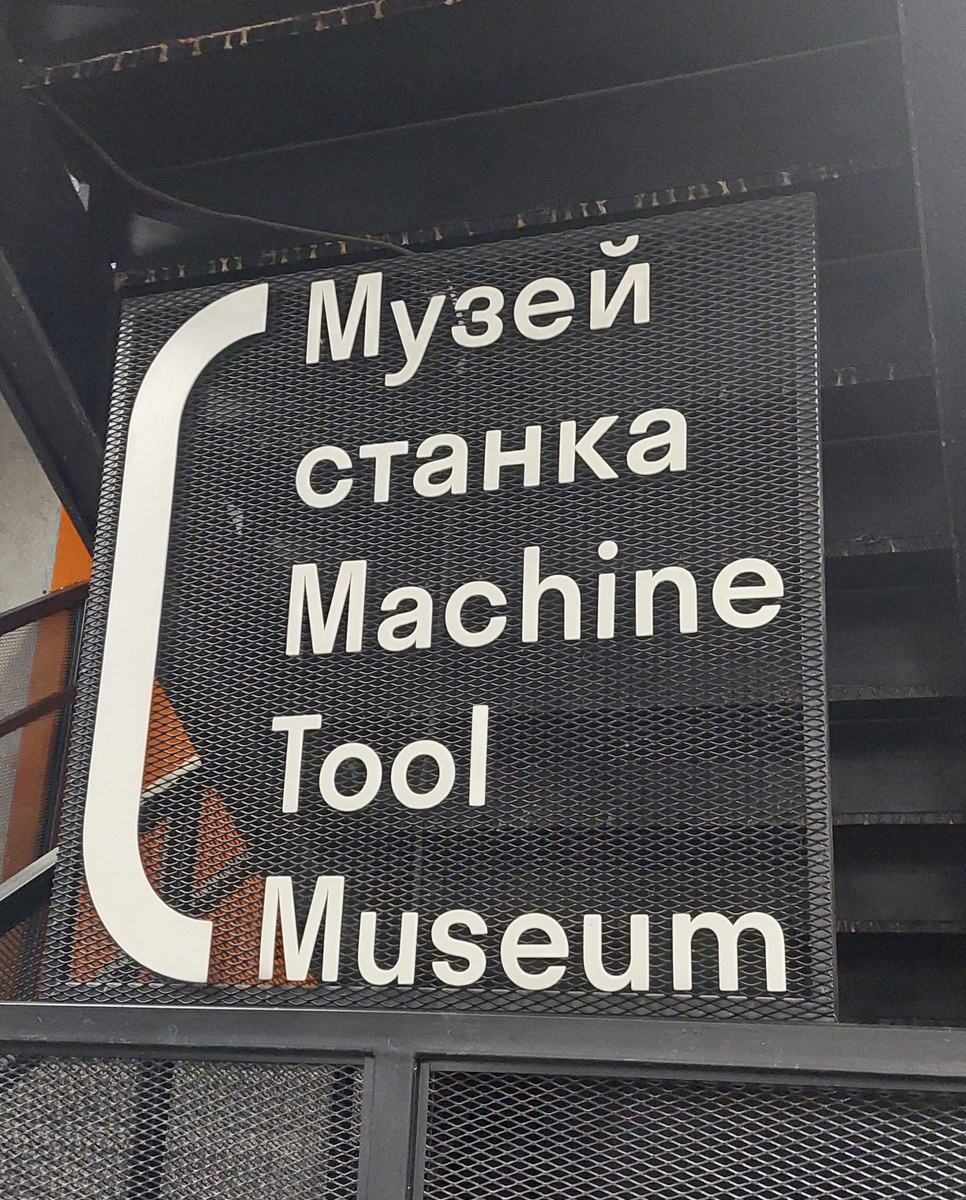 Музей
станка
Machine
Tool
Museum